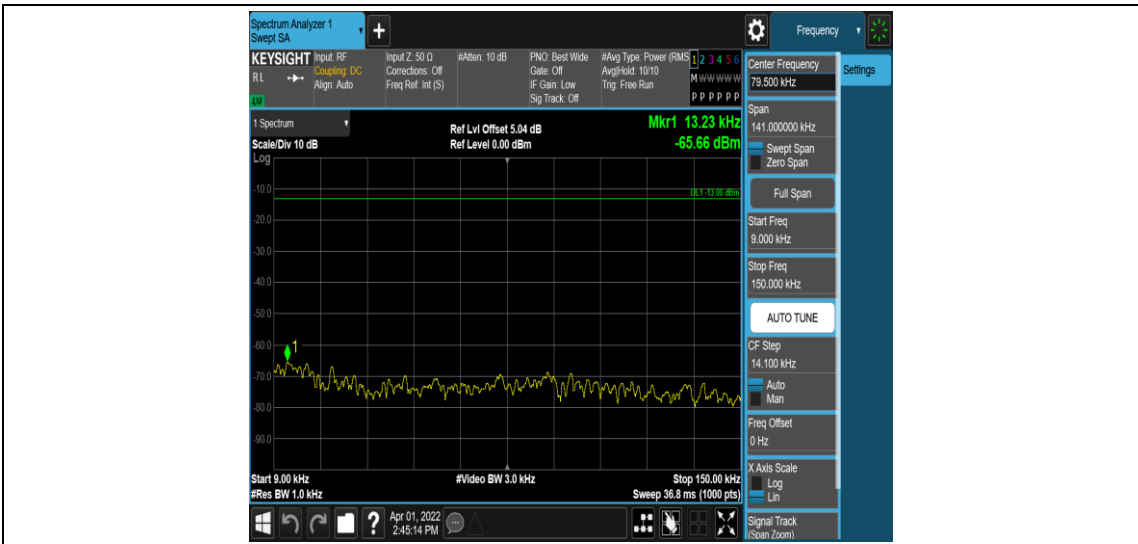 Spectrum Analyzer 1
Swept SA
+
Frequency
KEYSIGHT
RL
LXI
Input: RF
Coupling: DC
Align: Auto
Input Z: 50 Ω
Corrections: Off
Freq Ref: Int (S)
#Atten: 10 dB
PNO: Best Wide
Gate: Off
IF Gain: Low
Sig Track: Off
#Avg Type: Power (RMS
Avg|Hold: 10/10
Trig: Free Run
1 2 3 4 5 6
M W W W W W
P P P P P P
1 Spectrum
Scale/Div 10 dB
Ref Lvl Offset 5.04 dB
Ref Level 0.00 dBm
Mkr1 13.23 kHz
-65.66 dBm
Log
DL1 -13.00 dBm
-10.0
-20.0
-30.0
-40.0
-50.0
-60.0
-70.0
-80.0
-90.0
1
Start 9.00 kHz
#Video BW 3.0 kHz
Stop 150.00 kHz
#Res BW 1.0 kHz
Sweep 36.8 ms (1000 pts)
?
Apr 01, 2022
2:45:14 PM
Center Frequency
79.500 kHz
Settings
Span
141.000000 kHz
Swept Span
Zero Span
Full Span
Start Freq
9.000 kHz
Stop Freq
150.000 kHz
AUTO TUNE
CF Step
14.100 kHz
Auto
Man
Freq Offset
0 Hz
X Axis Scale
Log
Lin
Signal Track
(Span Zoom)